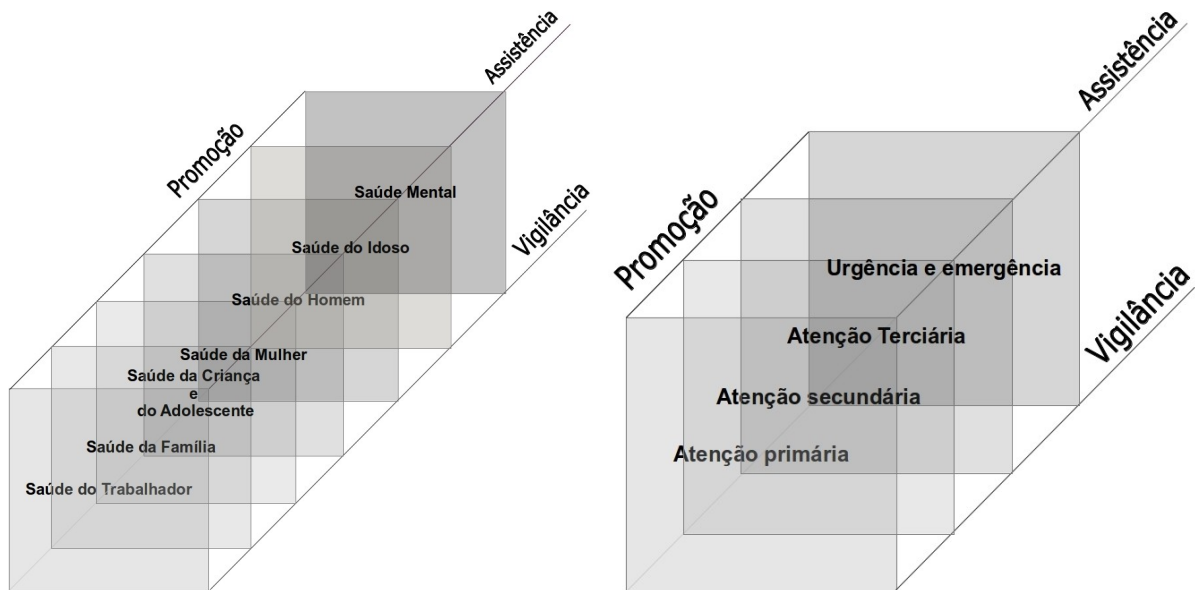 Promoção
Assistência
Vigilância
Saúde Mental
Saúde do Idoso
Saúde do Homem
Saúde da Mulher
Saúde da Criança
e
do Adolescente
Saúde da Família
Saúde do Trabalhador
Promoção
Assistência
Vigilância
Urgência e emergência
Atenção Terciária
Atenção secundária
Atenção primária